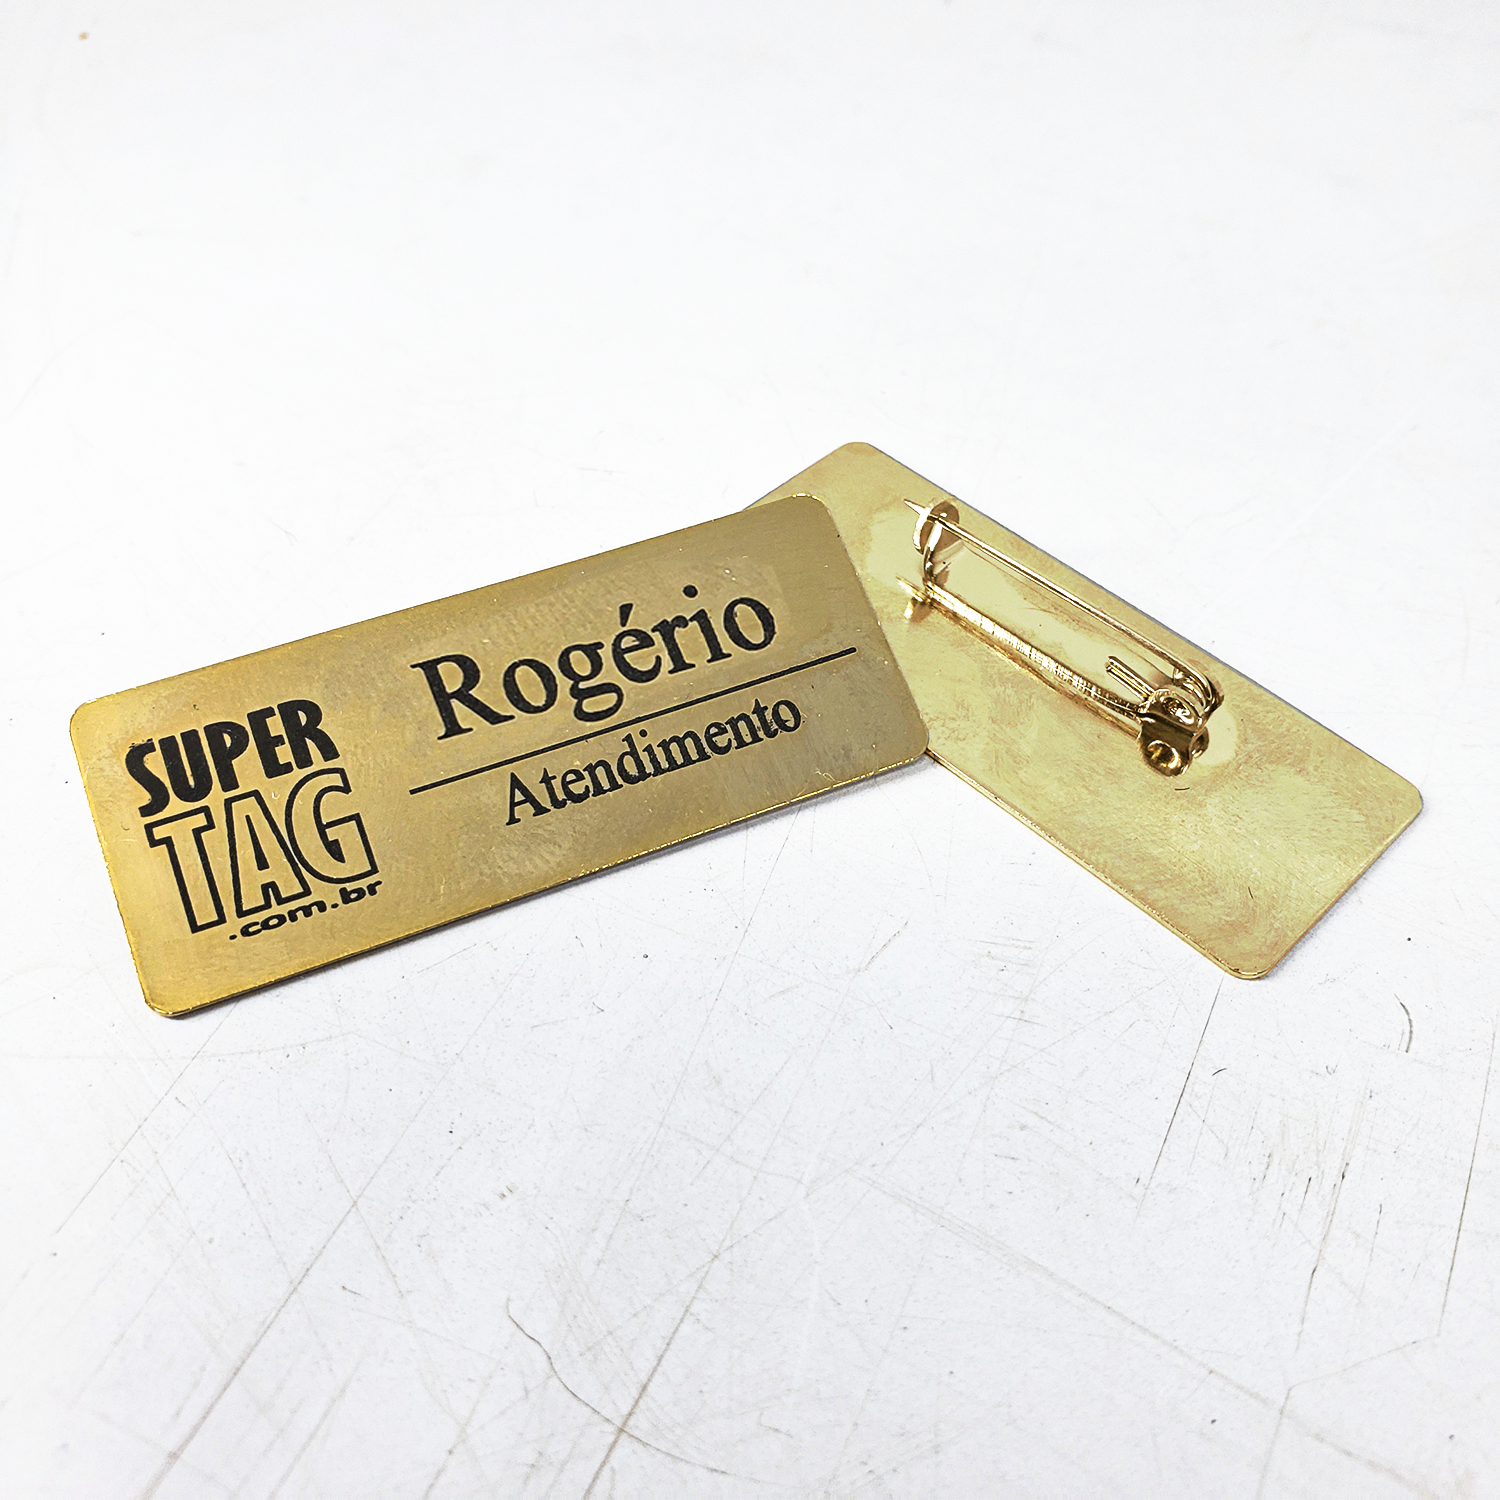 SUPER
TAG
.com.br
Rogério
Atendimento